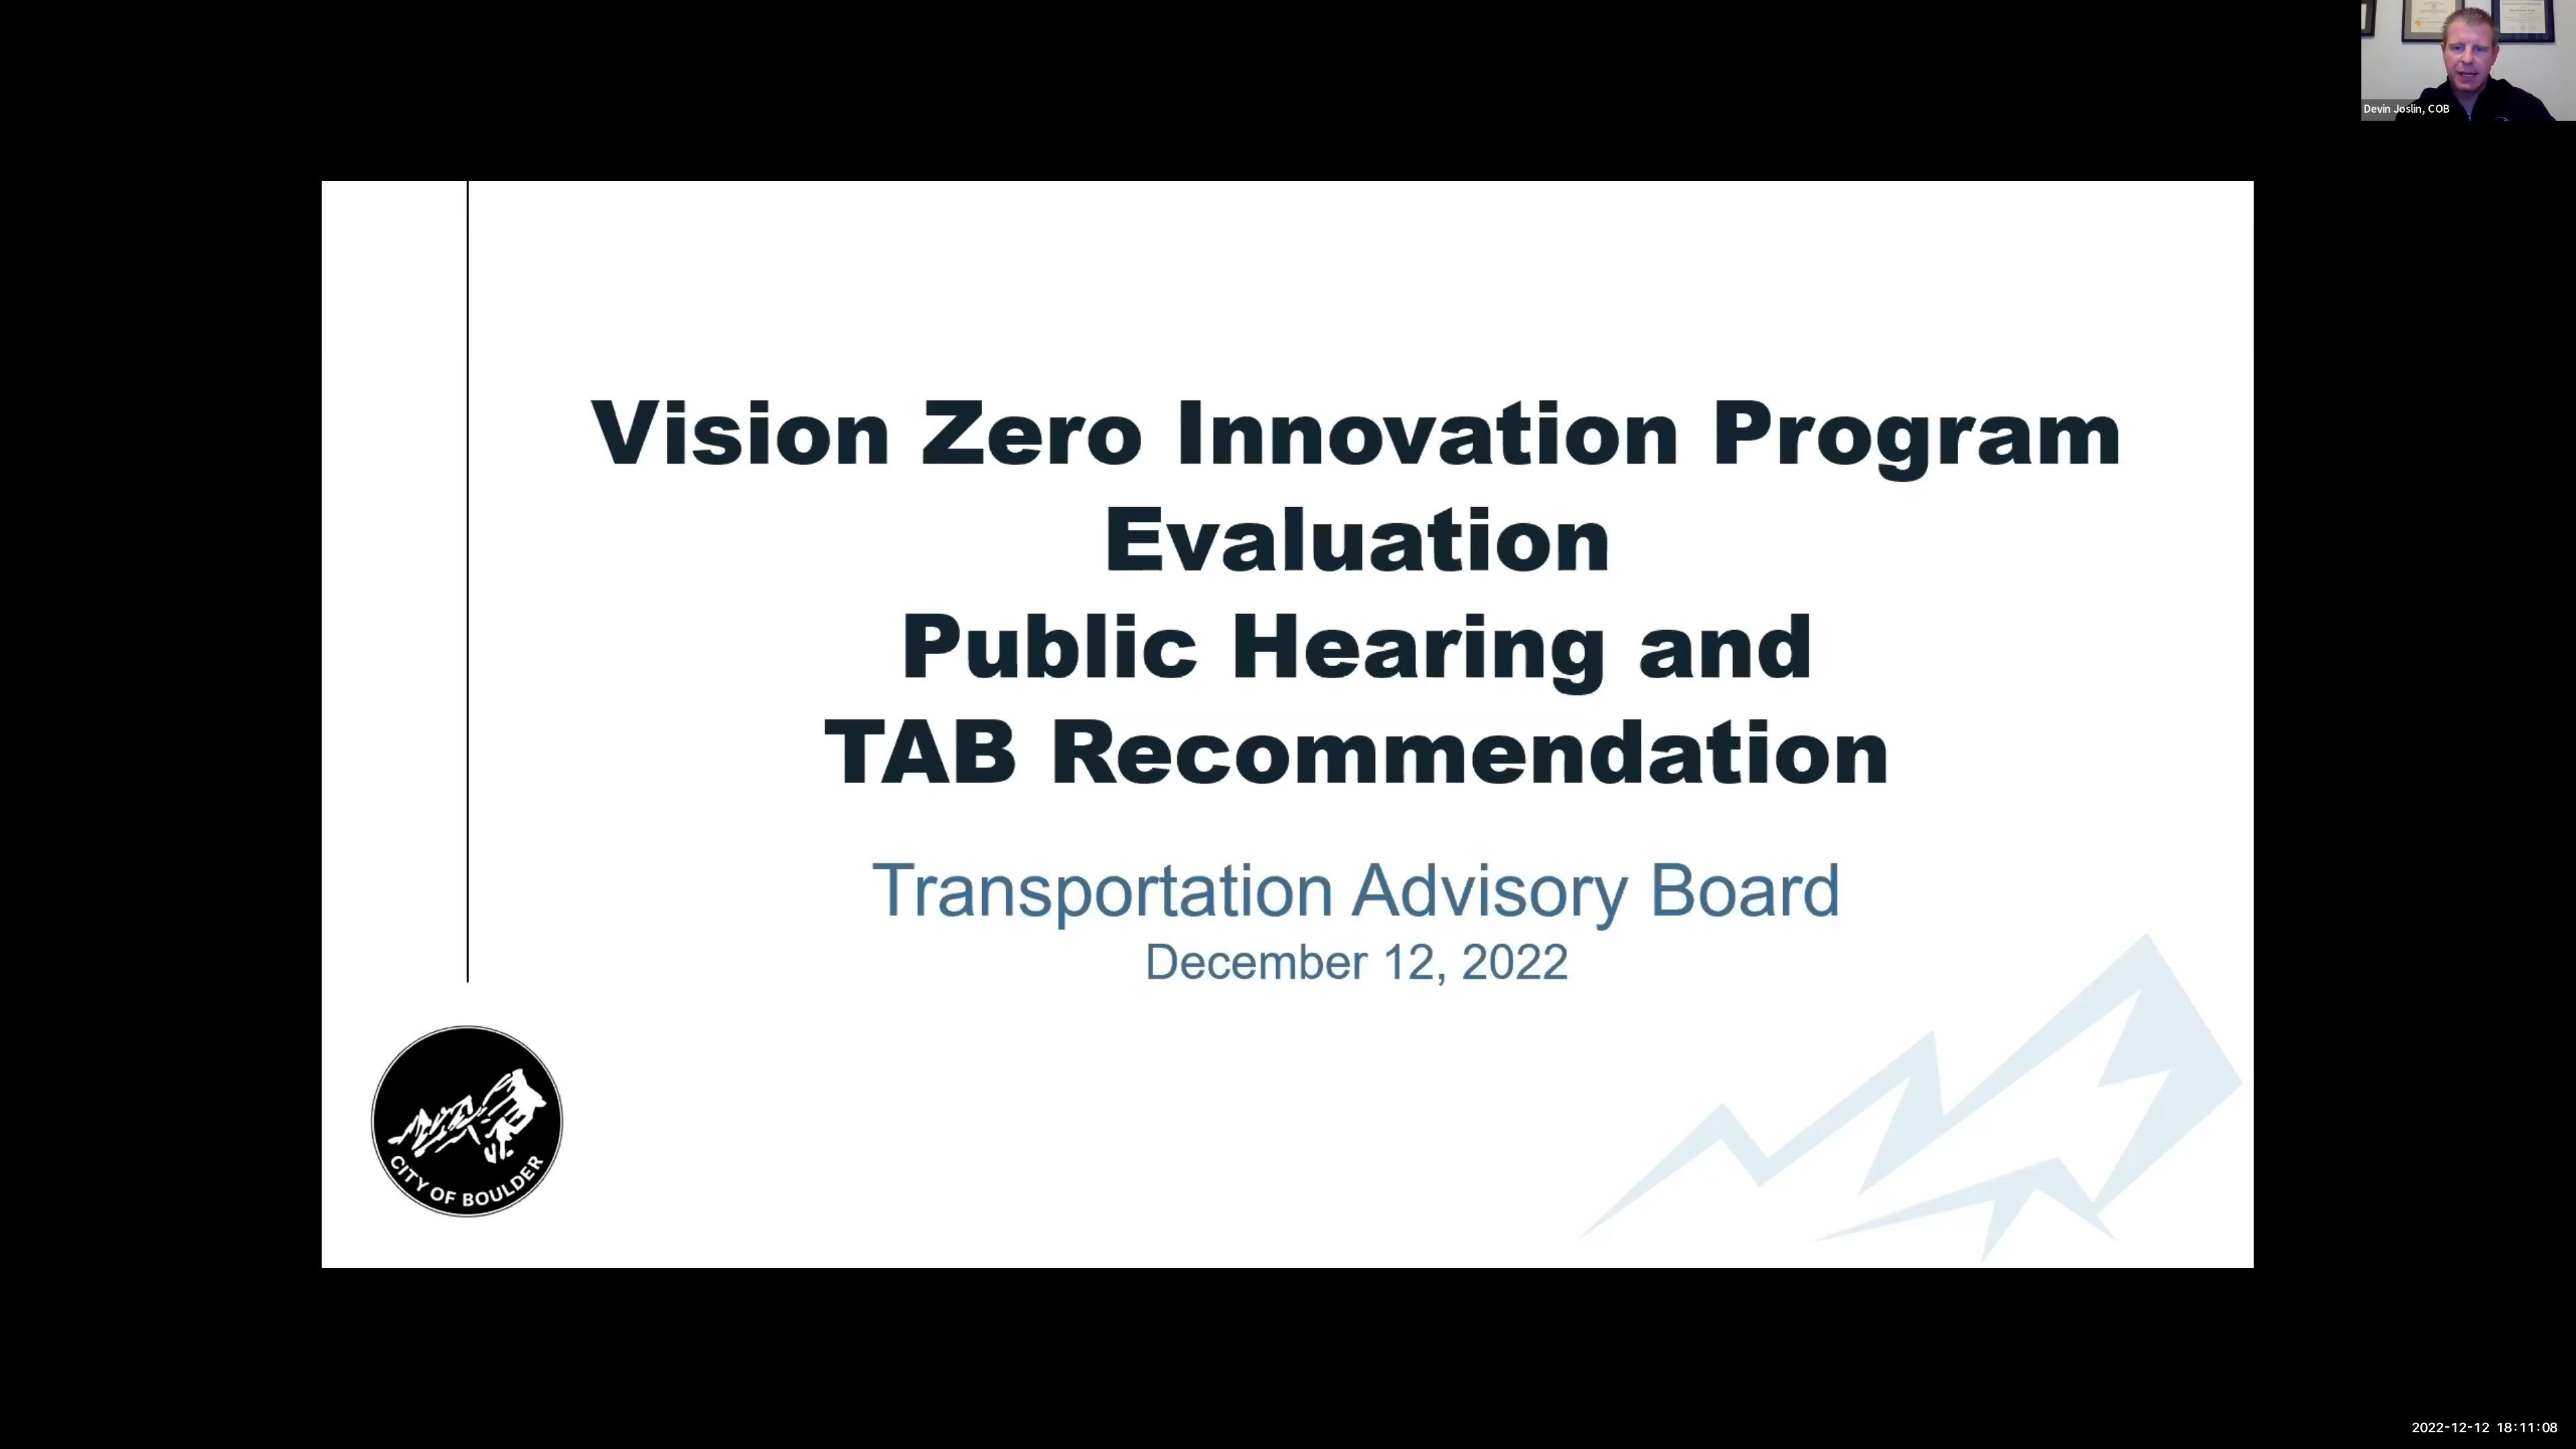 Devin Joslin, COB
Vision Zero Innovation Program
Evaluation
Public Hearing and
TAB Recommendation
Transportation Advisory Board
December 12, 2022
CITY OF BOULDER
2022-12-12 18:11:08